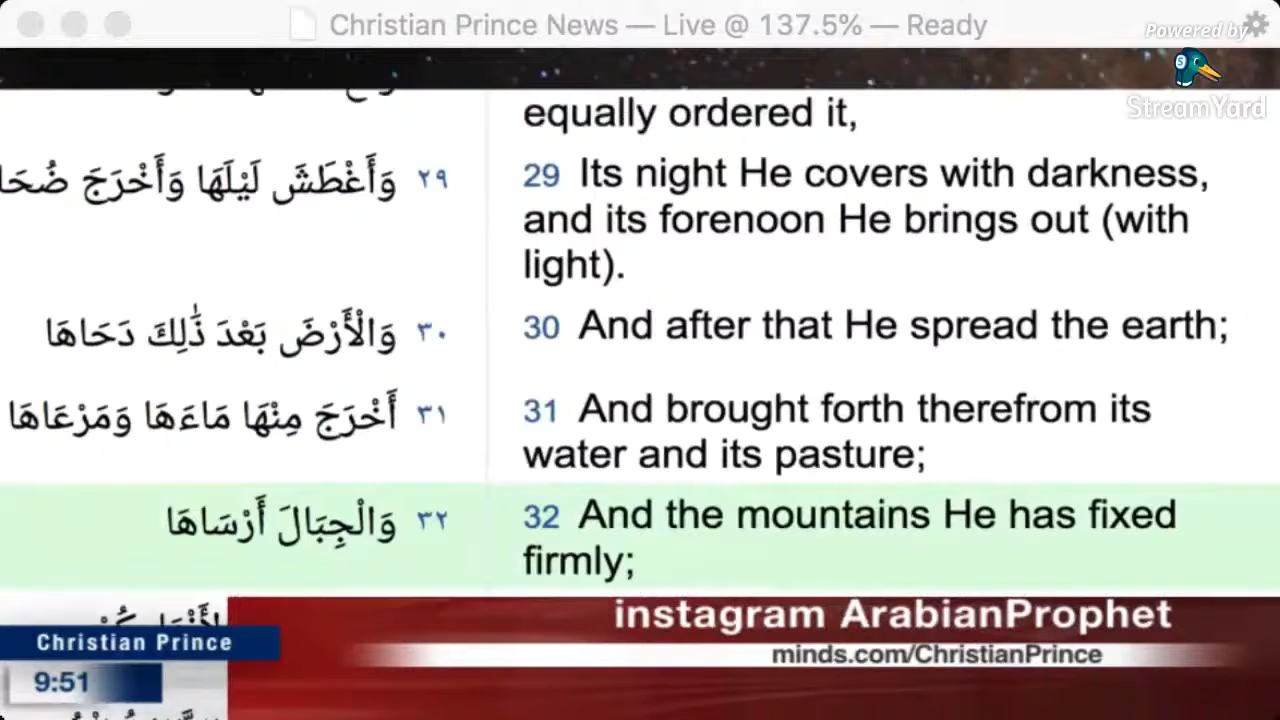 Christian Prince News — Live @ 137.5% — Ready
Powered by
StreamYard
equally ordered it,
٢٩ وَأَغْطَشَ لَيْلَهَا وَأَخْرَجَ
29 Its night He covers with darkness,
and its forenoon He brings out (with
light).
٣٠ وَالْأَرْضَ بَعْدَ ذَٰلِكَ دَحَاهَا
30 And after that He spread the earth;
٣١ أَخْرَجَ مِنْهَا مَاءَهَا وَمَرْعَاهَا
31 And brought forth therefrom its
water and its pasture;
٣٢ وَالْجِبَالَ أَرْسَاهَا
32 And the mountains He has fixed
firmly;
instagram ArabianProphet
Christian Prince
minds.com/ChristianPrince
9:51